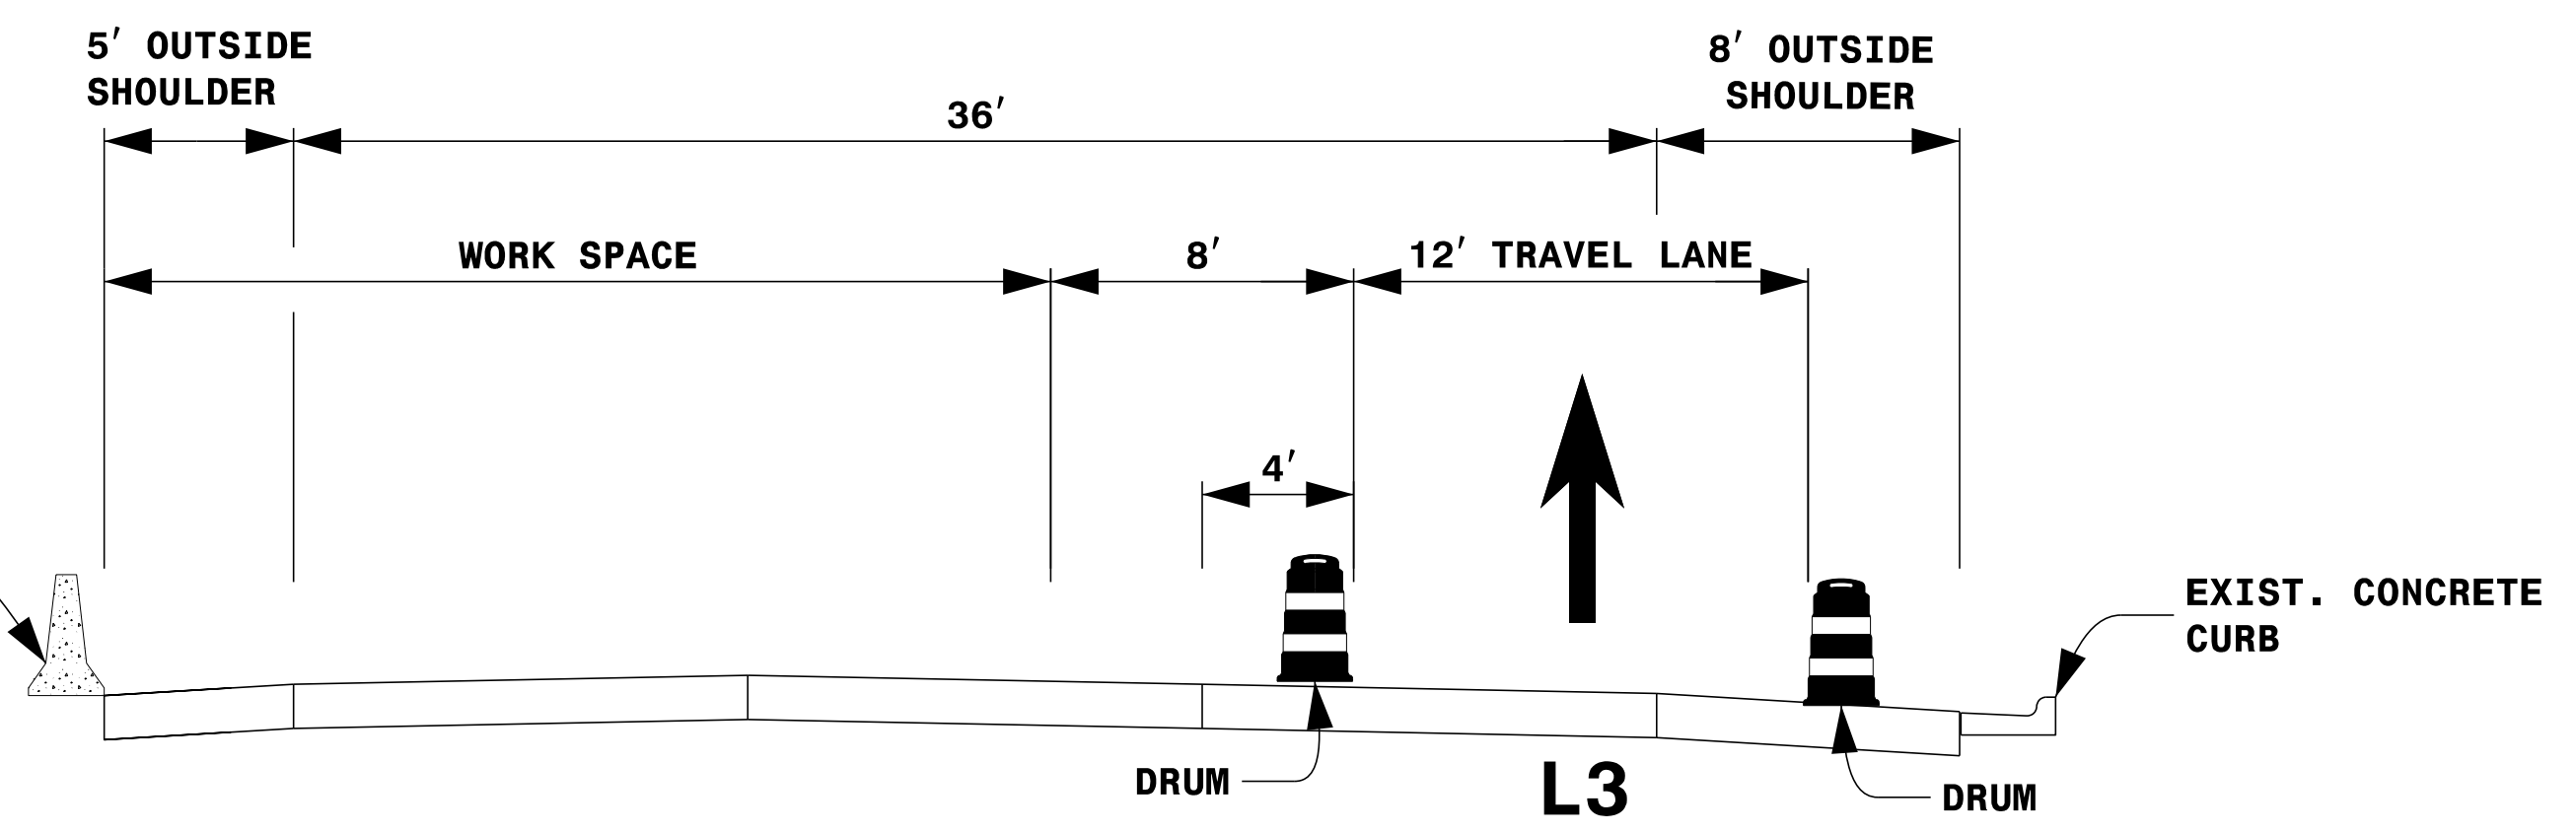 5′ OUTSIDE
SHOULDER
8′ OUTSIDE
SHOULDER
36′
WORK SPACE
8′
12′ TRAVEL LANE
4′
EXIST. CONCRETE
CURB
DRUM
L3
DRUM